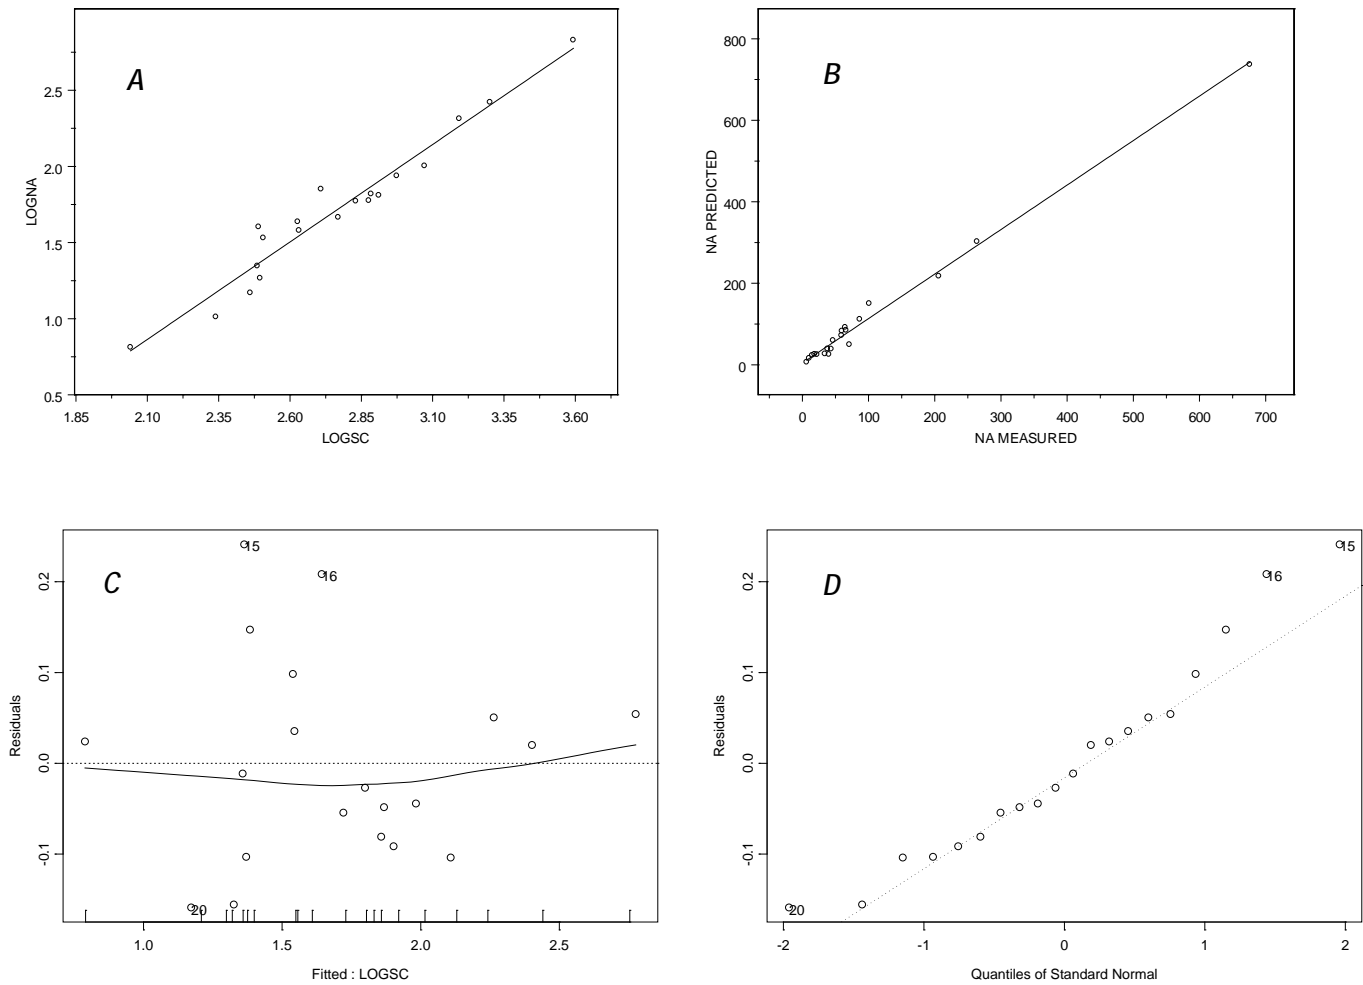 A
2.5
2.0
1.5
1.0
0.5
LOGNA
1.85 2.10 2.35 2.60 2.85 3.10 3.35 3.60
LOGSC
B
800
600
400
200
0
NA PREDICTED
0 100 200 300 400 500 600 700
NA MEASURED
C
15
16
20
0.2
0.1
0.0
-0.1
Residuals
1.0 1.5 2.0 2.5
Fitted : LOGSC
D
15
16
20
0.2
0.1
0.0
-0.1
Residuals
-2 -1 0 1 2
Quantiles of Standard Normal